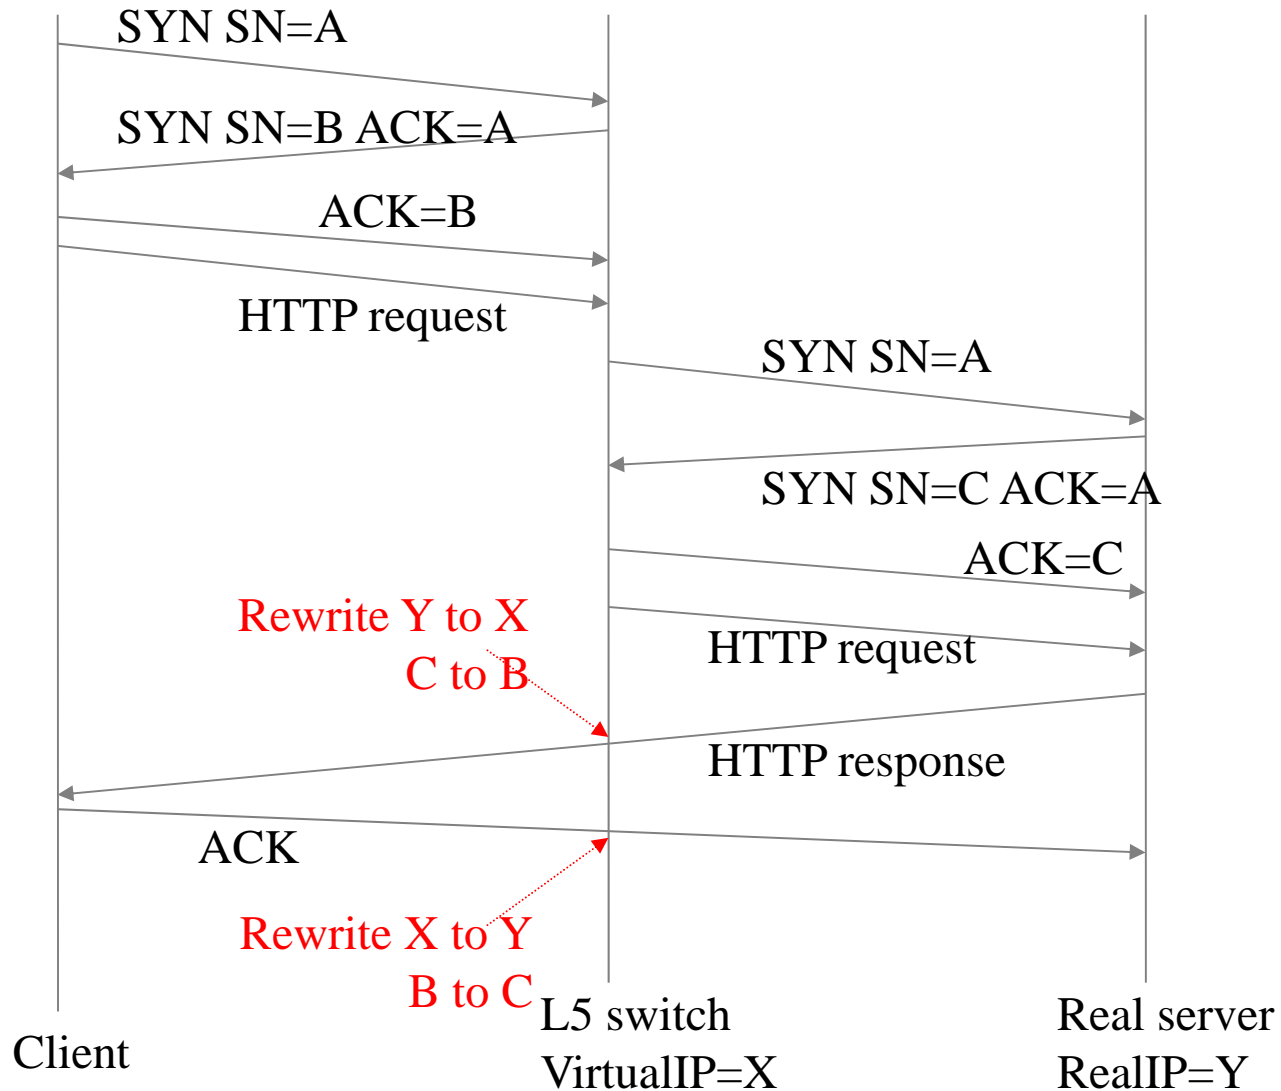 SYN SN=A
SYN SN=B ACK=A
ACK=B
HTTP request
SYN SN=A
SYN SN=C ACK=A
ACK=C
Rewrite Y to X
C to B
HTTP request
HTTP response
ACK
Rewrite X to Y
B to C
Client
L5 switch
VirtualIP=X
Real server
RealIP=Y